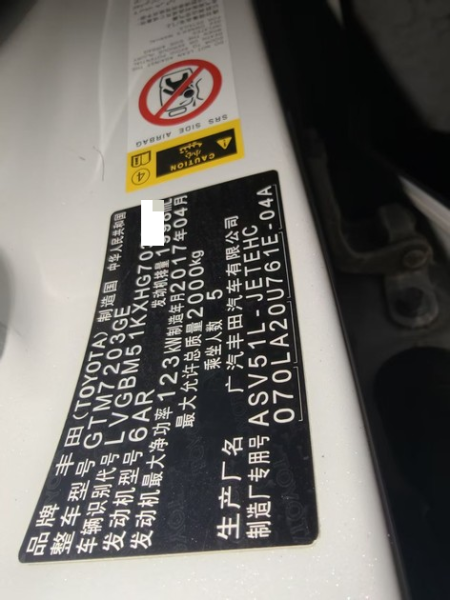 SRS SIDE AIRBAG
CAUTION
4
品牌 丰田(TOYOTA) 制造国 中华人民共和国
整车型号 GTM7203GE
车辆识别代号 LVGBM51KXHG70
发动机型号 6AR 发动机排量
发动机最大净功率 123kW 制造年月 2017年04月
最大允许总质量 2000kg
乘坐人数 5
生产厂名 广汽丰田汽车有限公司
制造厂专用号 ASV51L-JETEHC
070LA20U761E-04A